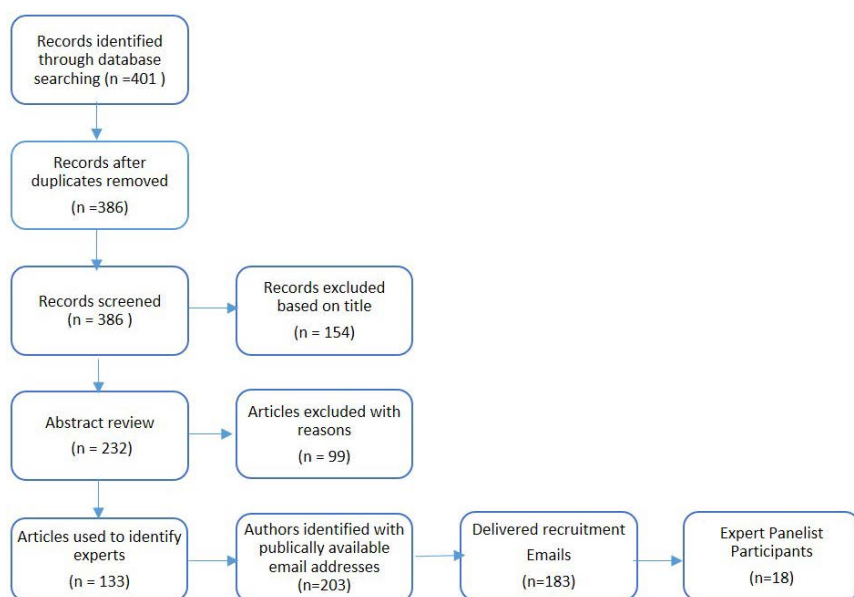 Records identified
through database
searching (n =401 )
Records after
duplicates removed
(n =386)
Records screened
(n = 386 )
Records excluded
based on title
(n = 154)
Abstract review
(n = 232)
Articles excluded with
reasons
(n = 99)
Articles used to identify
experts
(n = 133)
Authors identified with
publically available
email addresses
(n=203)
Delivered recruitment
Emails
(n=183)
Expert Panelist
Participants
(n=18)